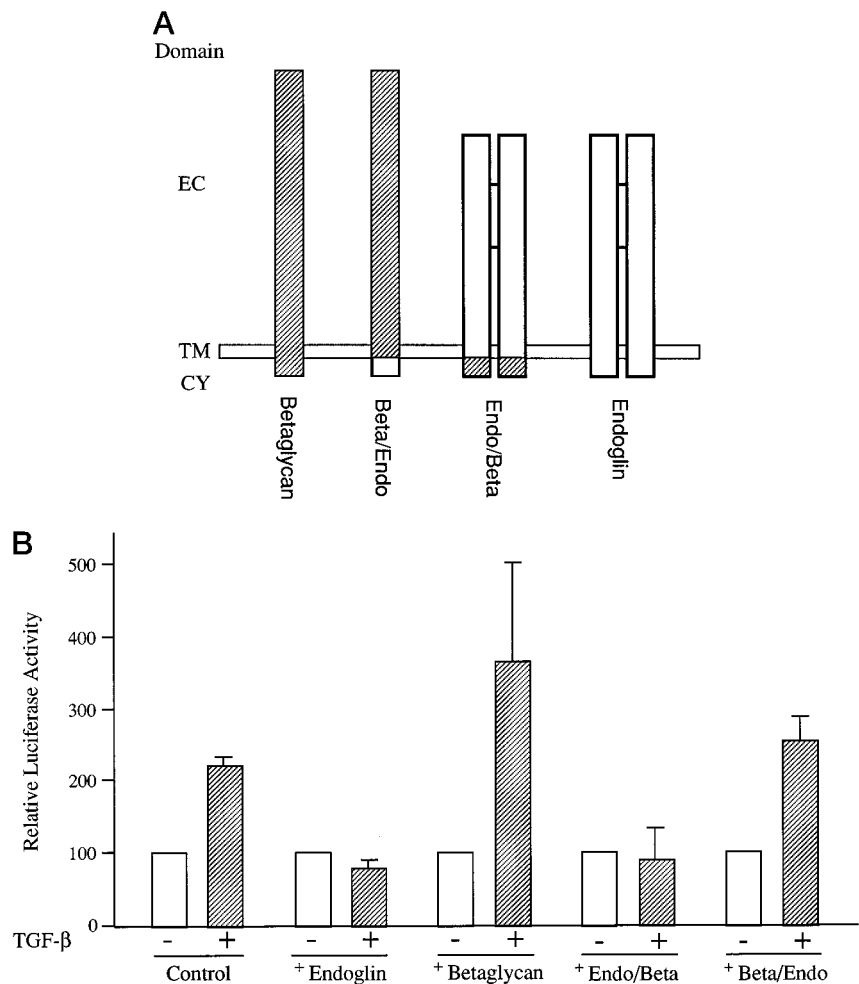 A
Domain
EC
TM
CY
Betaglycan
Beta/Endo
Endo/Beta
Endoglin
B
Relative Luciferase Activity
500
400
300
200
100
0
TGF-β - + - + - + - + - +
Control + Endoglin + Betaglycan + Endo/Beta + Beta/Endo